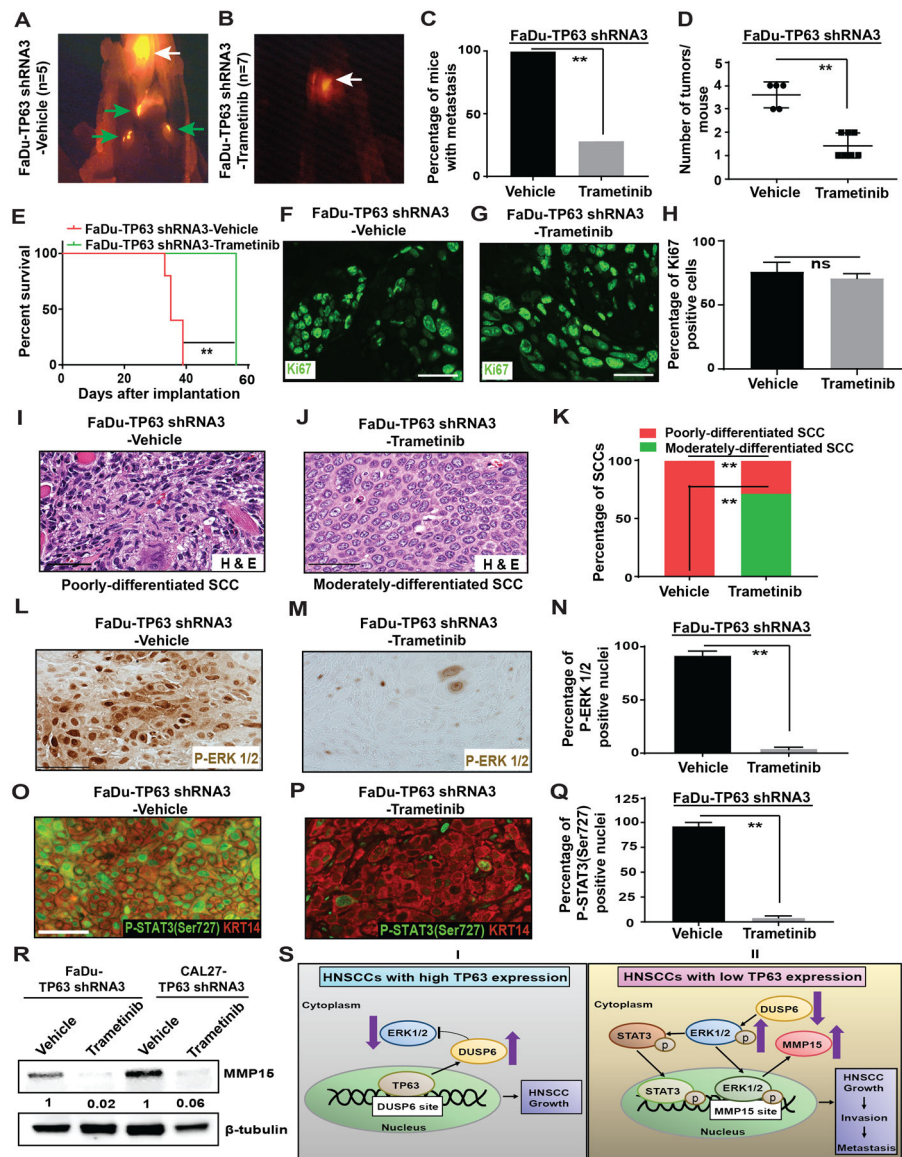 A
FaDu-TP63 shRNA3
-Vehicle (n=5)
B
FaDu-TP63 shRNA3
-Trametinib (n=7)
C
FaDu-TP63 shRNA3
Percentage of mice
with metastasis
100
50
0
**
Vehicle
Trametinib
D
FaDu-TP63 shRNA3
Number of tumors/
mouse
5
4
3
2
1
0
**
Vehicle
Trametinib
E
FaDu-TP63 shRNA3-Vehicle
FaDu-TP63 shRNA3-Trametinib
Percent survival
100
50
0
**
0
20
40
60
Days after implantation
F
FaDu-TP63 shRNA3
-Vehicle
Ki67
G
FaDu-TP63 shRNA3
-Trametinib
Ki67
H
Percentage of Ki67
positive cells
100
50
0
ns
Vehicle
Trametinib
I
FaDu-TP63 shRNA3
-Vehicle
H & E
Poorly-differentiated SCC
J
FaDu-TP63 shRNA3
-Trametinib
H & E
Moderately-differentiated SCC
K
Poorly-differentiated SCC
Moderately-differentiated SCC
Percentage of SCCs
100
50
0
**
**
Vehicle
Trametinib
L
FaDu-TP63 shRNA3
-Vehicle
P-ERK 1/2
M
FaDu-TP63 shRNA3
-Trametinib
P-ERK 1/2
N
FaDu-TP63 shRNA3
Percentage of
P-ERK 1/2
positive nuclei
100
50
0
**
Vehicle
Trametinib
O
FaDu-TP63 shRNA3
-Vehicle
P-STAT3(Ser727) KRT14
P
FaDu-TP63 shRNA3
-Trametinib
P-STAT3(Ser727) KRT14
Q
FaDu-TP63 shRNA3
Percentage of
P-STAT3(Ser727)
positive nuclei
125
100
75
50
25
0
**
Vehicle
Trametinib
R
FaDu-
TP63 shRNA3
CAL27-
TP63 shRNA3
Vehicle
Trametinib
Vehicle
Trametinib
MMP15
1 0.02 1 0.06
β-tubulin
S
I
HNSCCs with high TP63 expression
Cytoplasm
ERK1/2
DUSP6
TP63
DUSP6 site
Nucleus
HNSCC
Growth
II
HNSCCs with low TP63 expression
Cytoplasm
DUSP6
STAT3
p
ERK1/2
p
MMP15
STAT3
p
ERK1/2
p
MMP15 site
Nucleus
HNSCC
Growth
Invasion
Metastasis